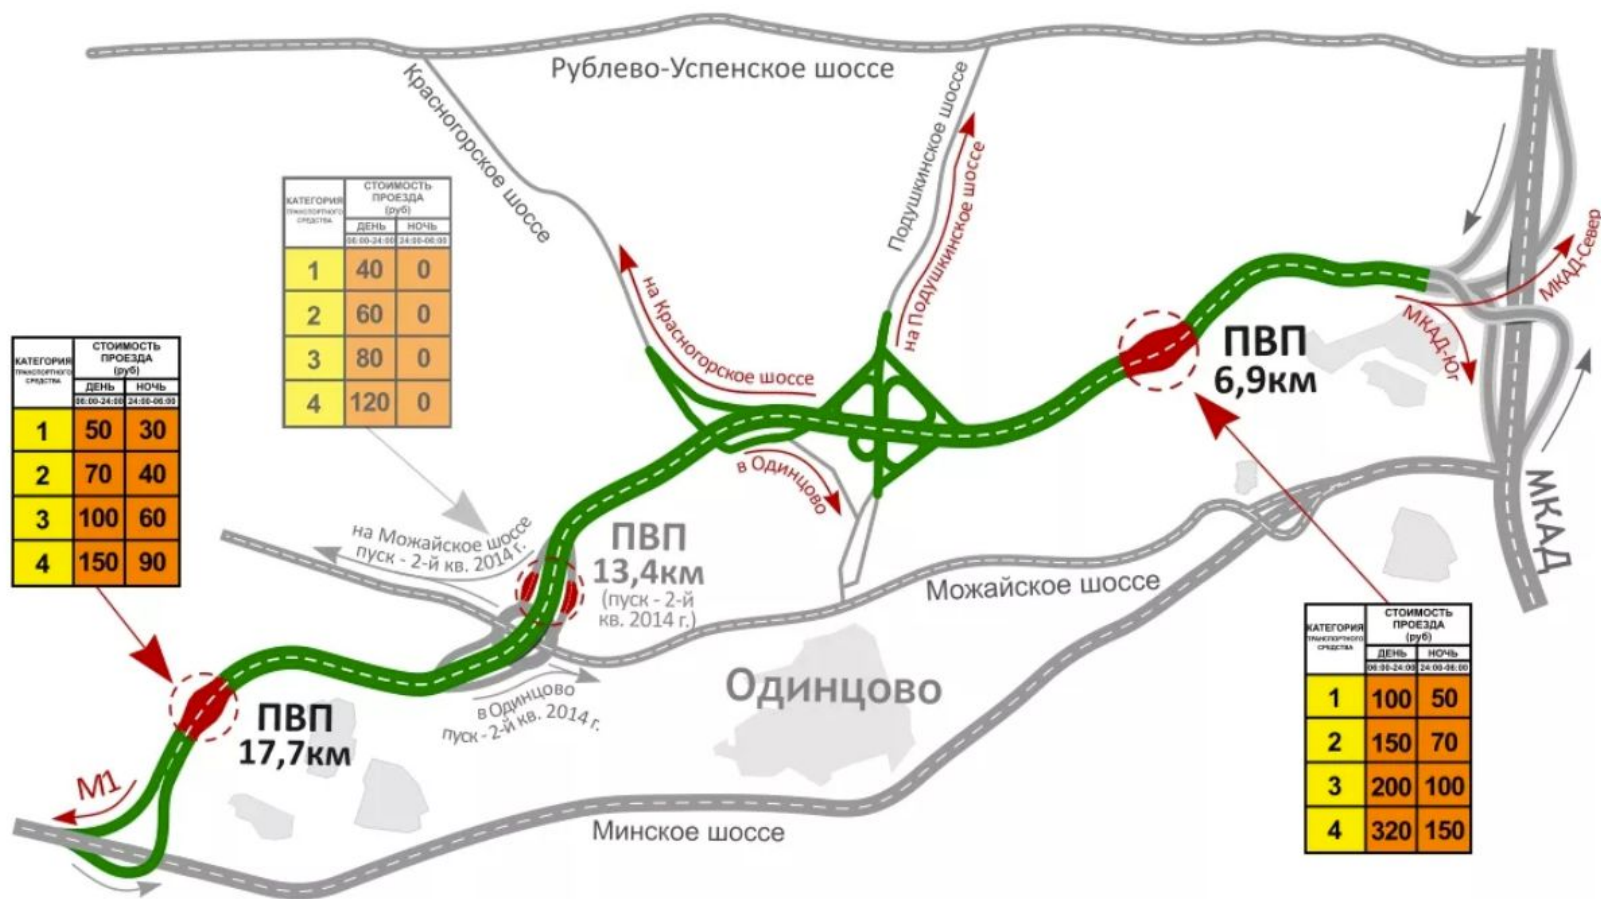 Рублево-Успенское шоссе
Красногорское шоссе
Подушкинское шоссе
на Подушкинское шоссе
на Красногорское шоссе
в Одинцово
МКАД-Север
МКАД-Юг
МКАД
ПВП
6,9км
КАТЕГОРИЯ
ТРАНСПОРТНОГО
СРЕДСТВА
СТОИМОСТЬ
ПРОЕЗДА
(руб)
ДЕНЬ НОЧЬ
06:00-24:00 24:00-06:00
1 40 0
2 60 0
3 80 0
4 120 0
КАТЕГОРИЯ
ТРАНСПОРТНОГО
СРЕДСТВА
СТОИМОСТЬ
ПРОЕЗДА
(руб)
ДЕНЬ НОЧЬ
06:00-24:00 24:00-06:00
1 50 30
2 70 40
3 100 60
4 150 90
на Можайское шоссе
пуск - 2-й кв. 2014 г.
ПВП
13,4км
(пуск - 2-й
кв. 2014 г.)
Можайское шоссе
Одинцово
в Одинцово
пуск - 2-й кв. 2014 г.
ПВП
17,7км
М1
Минское шоссе
КАТЕГОРИЯ
ТРАНСПОРТНОГО
СРЕДСТВА
СТОИМОСТЬ
ПРОЕЗДА
(руб)
ДЕНЬ НОЧЬ
06:00-24:00 24:00-06:00
1 100 50
2 150 70
3 200 100
4 320 150